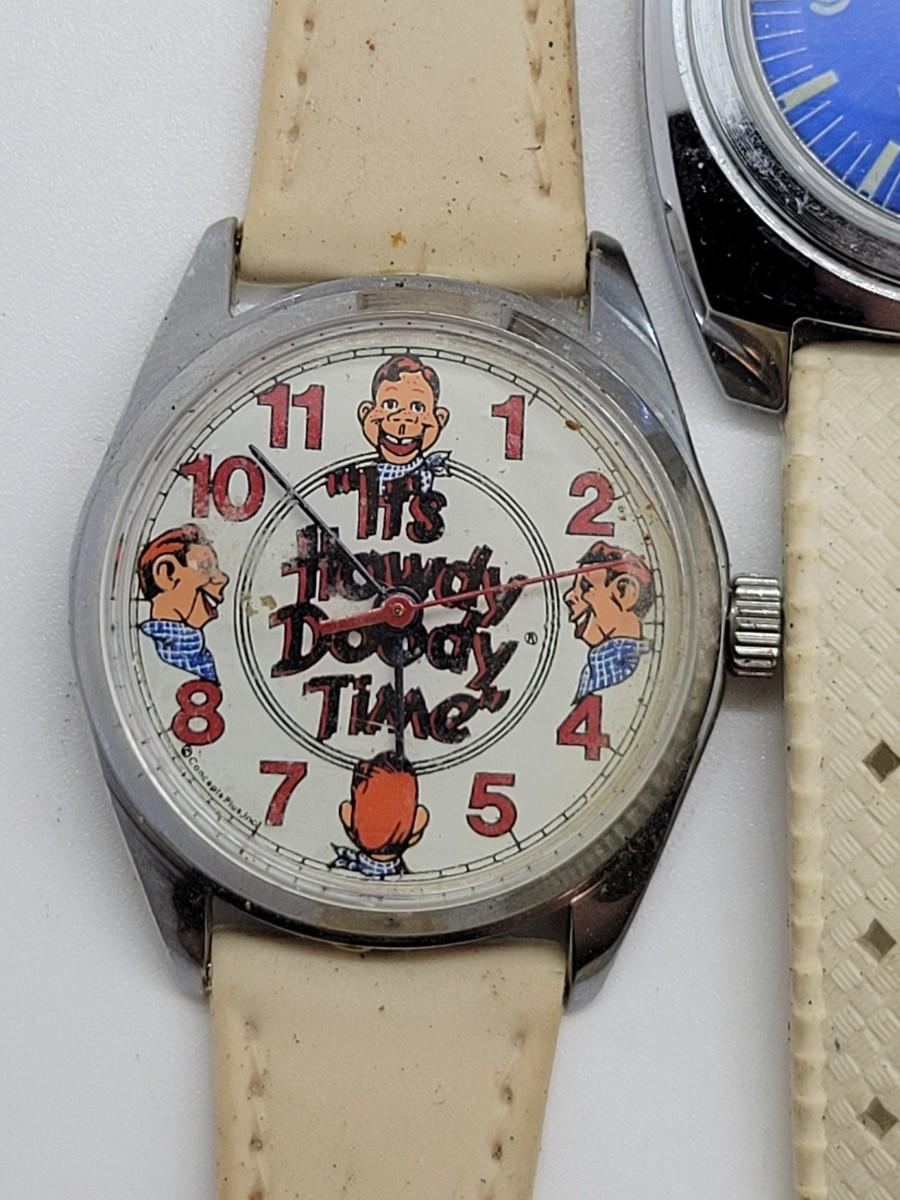 11
1
10
2
"It's
Howdy
Doody ®
Time"
8
4
7
5
© Concepts Plus, Inc.